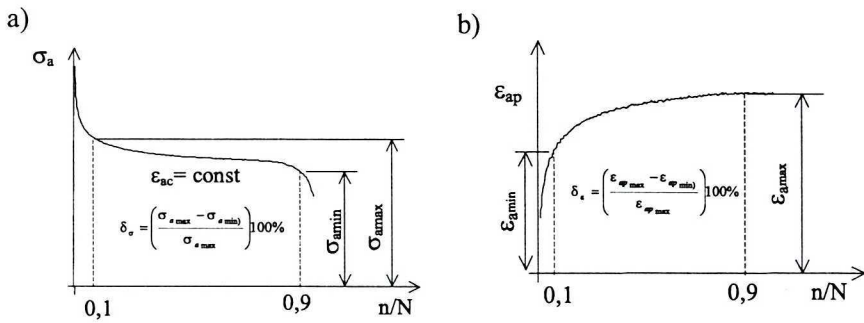 a)
σa
εac= const
δσ = (σa max − σa min) / σa max) 100%
σamin
σamax
0,1
0,9
n/N
b)
εap
εamin
δε = (εap max − εap min) / εap max) 100%
εamax
0,1
0,9
n/N